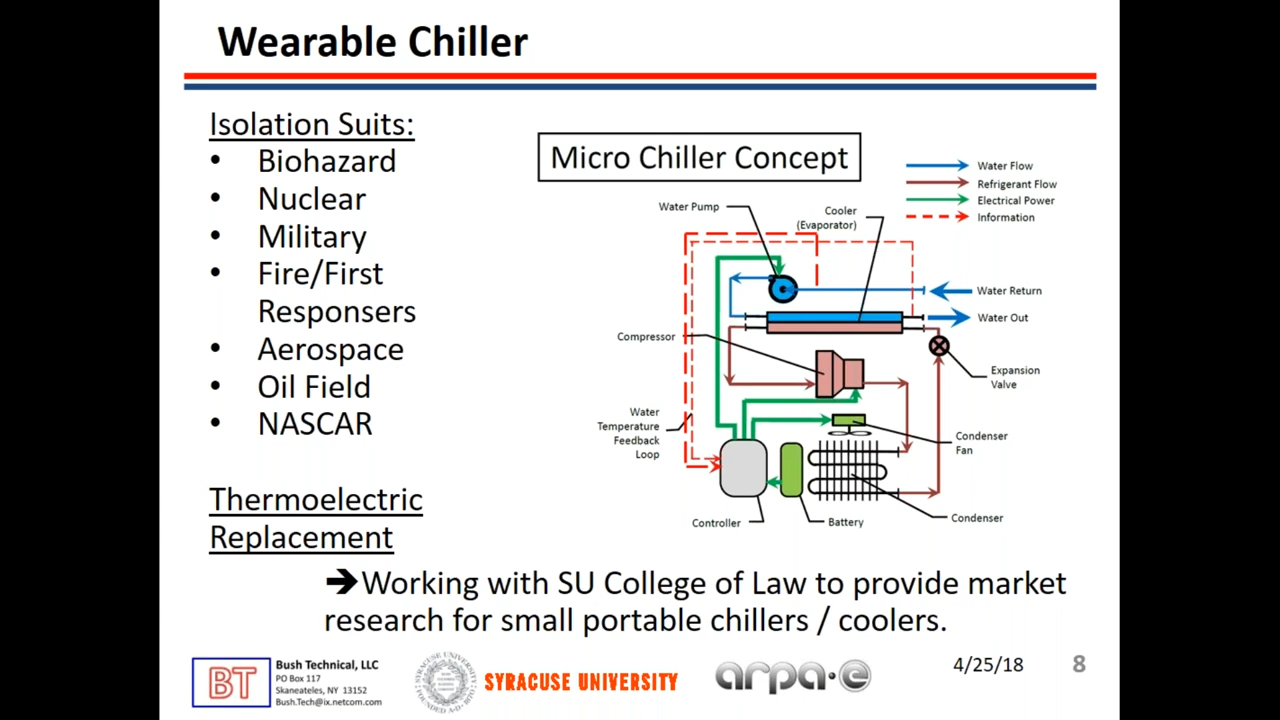 Wearable Chiller
Isolation Suits:
• Biohazard
• Nuclear
• Military
• Fire/First
Responsers
• Aerospace
• Oil Field
• NASCAR
Thermoelectric
Replacement
Micro Chiller Concept
Water Flow
Refrigerant Flow
Electrical Power
Information
Water Pump
Cooler
(Evaporator)
Water Return
Water Out
Compressor
Expansion
Valve
Water
Temperature
Feedback
Loop
Condenser
Fan
Controller
Battery
Condenser
➔Working with SU College of Law to provide market
research for small portable chillers / coolers.
BT
Bush Technical, LLC
PO Box 117
Skaneateles, NY 13152
Bush.Tech@ix.netcom.com
SYRACUSE UNIVERSITY
arpa·e
4/25/18
8